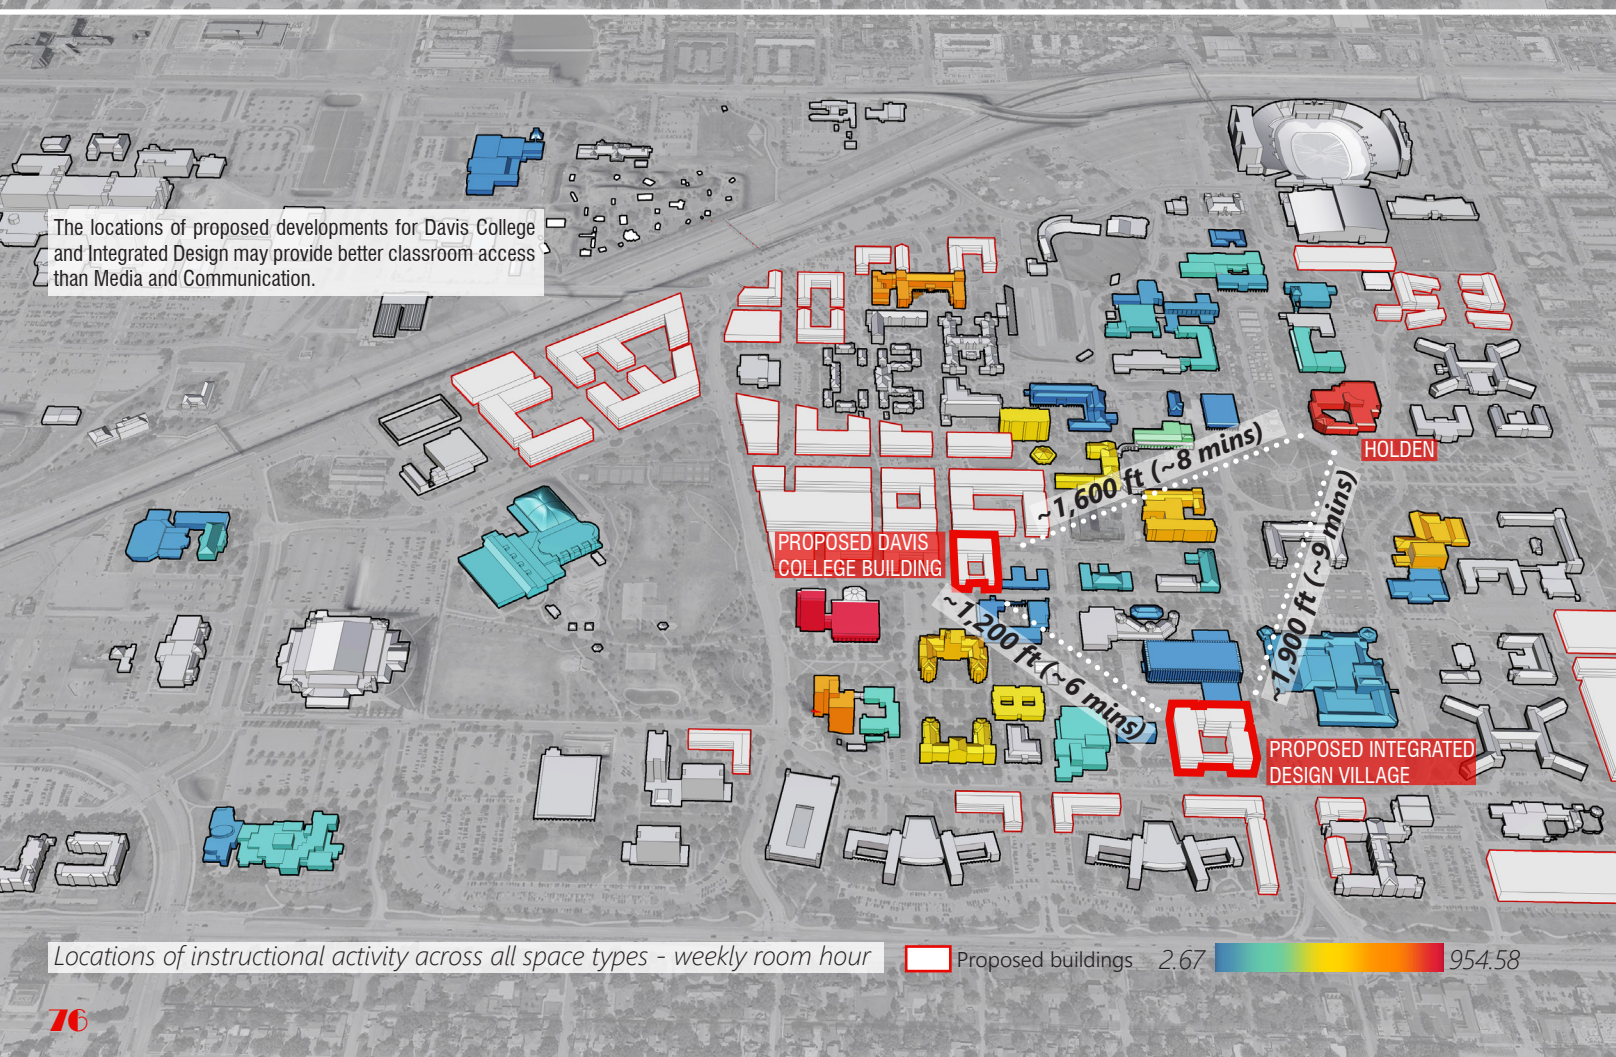 The locations of proposed developments for Davis College
and Integrated Design may provide better classroom access
than Media and Communication.
HOLDEN
~1,600 ft (~8 mins)
~1,900 ft (~9 mins)
PROPOSED DAVIS
COLLEGE BUILDING
~1,200 ft (~6 mins)
PROPOSED INTEGRATED
DESIGN VILLAGE
Locations of instructional activity across all space types - weekly room hour
Proposed buildings
2.67
954.58
76